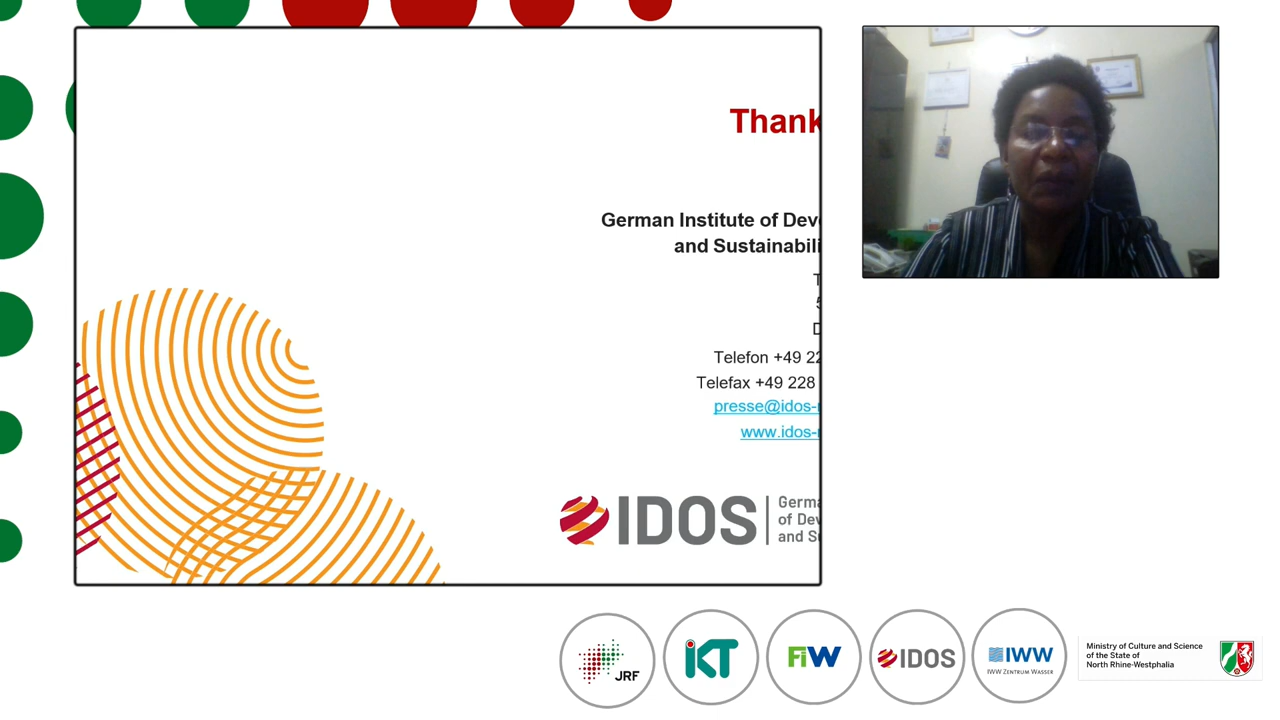 Thank
German Institute of Dev
and Sustainabili
Telefon +49 22
Telefax +49 228
presse@idos-
www.idos-
IDOS
Germa
of Dev
and Su
JRF
iKT
FiW
IDOS
IWW
IWW ZENTRUM WASSER
Ministry of Culture and Science
of the State of
North Rhine-Westphalia